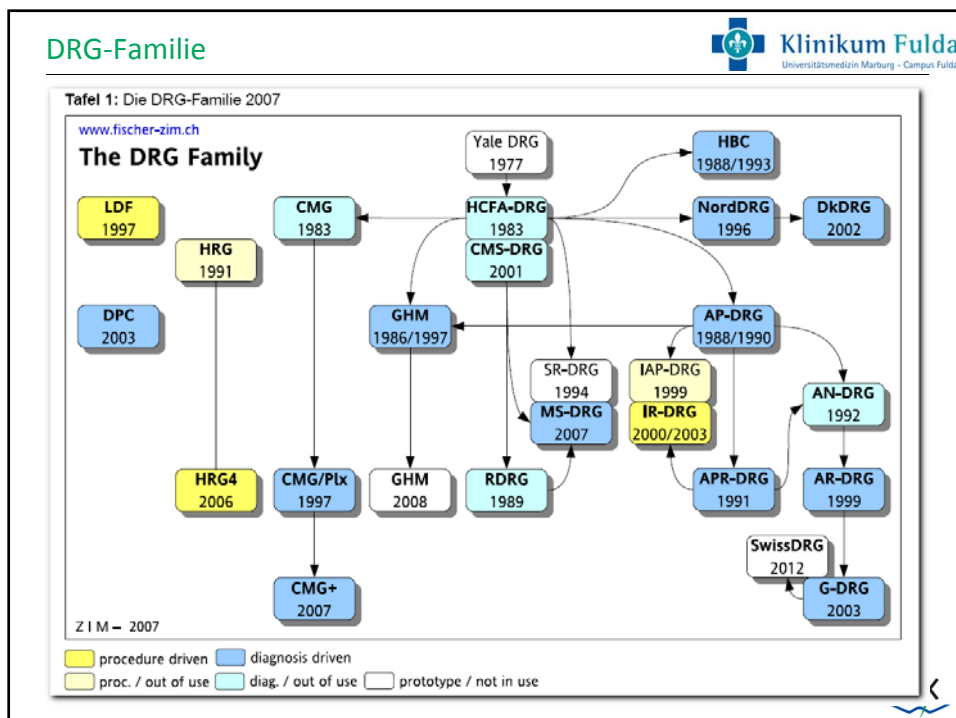 DRG-Familie
Klinikum Fulda
Universitätsmedizin Marburg - Campus Fulda
Tafel 1: Die DRG-Familie 2007
www.fischer-zim.ch
The DRG Family
Yale DRG
1977
HBC
1988/1993
LDF
1997
CMG
1983
HCFA-DRG
1983
NordDRG
1996
DkDRG
2002
HRG
1991
CMS-DRG
2001
DPC
2003
GHM
1986/1997
AP-DRG
1988/1990
SR-DRG
1994
IAP-DRG
1999
AN-DRG
1992
MS-DRG
2007
IR-DRG
2000/2003
HRG4
2006
CMG/Plx
1997
GHM
2008
RDRG
1989
APR-DRG
1991
AR-DRG
1999
SwissDRG
2012
CMG+
2007
G-DRG
2003
Z I M – 2007
procedure driven
diagnosis driven
proc. / out of use
diag. / out of use
prototype / not in use